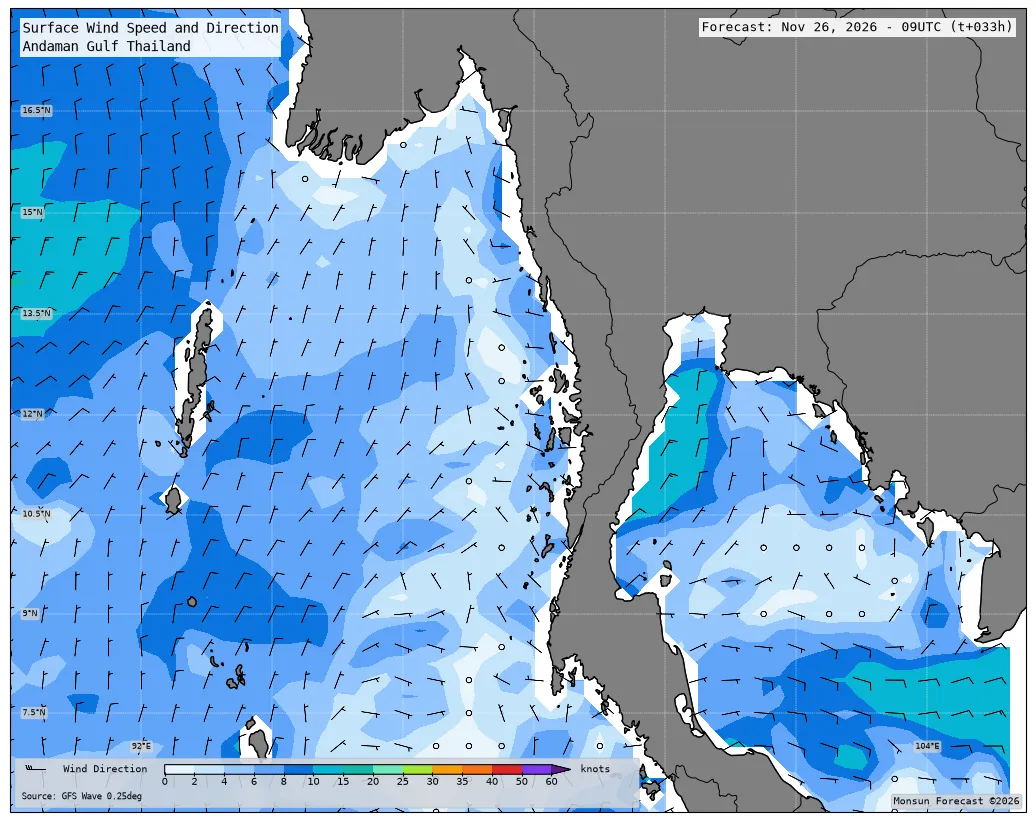 Surface Wind Speed and Direction
Andaman Gulf Thailand
Forecast: Nov 26, 2026 - 09UTC (t+033h)
16.5°N
15°N
13.5°N
12°N
10.5°N
9°N
7.5°N
92°E
104°E
Wind Direction
0 2 4 6 8 10 15 20 25 30 40 50 60
knots
Source: GFS Wave 0.25deg
Monsun Forecast ©2026